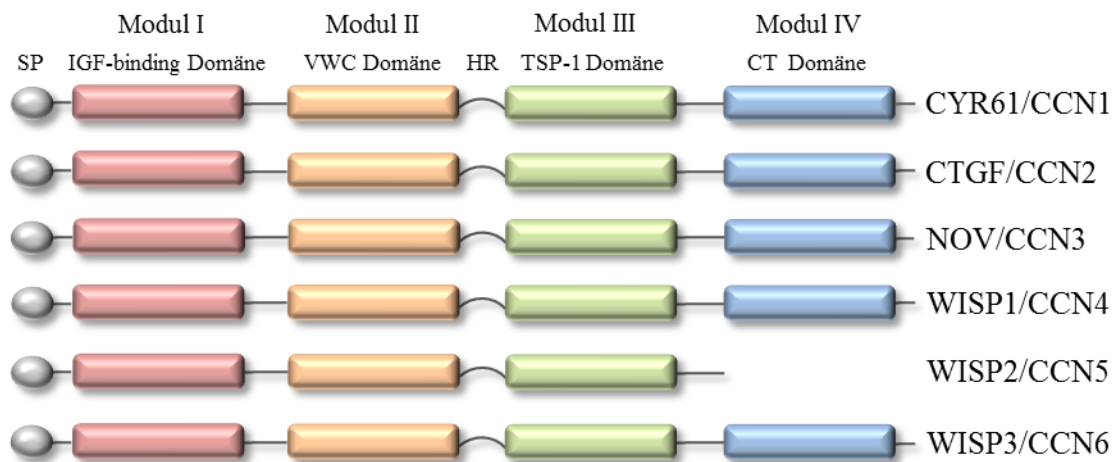 Modul I Modul II Modul III Modul IV
SP IGF-binding Domäne VWC Domäne HR TSP-1 Domäne CT Domäne
CYR61/CCN1
CTGF/CCN2
NOV/CCN3
WISP1/CCN4
WISP2/CCN5
WISP3/CCN6